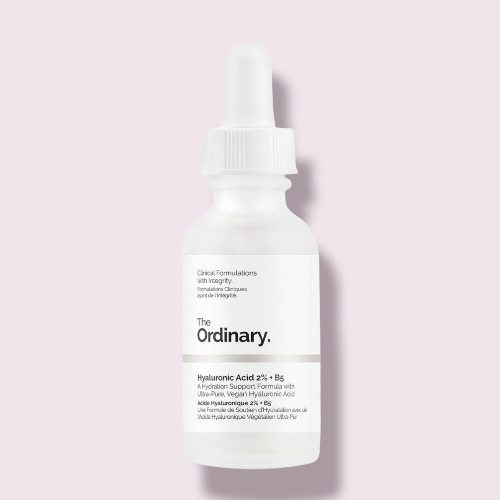 Clinical Formulations
with Integrity.
Formulations Cliniques
ayant de l'Intégrité.
The
Ordinary.
Hyaluronic Acid 2% + B5
A Hydration Support Formula with
Ultra-Pure, Vegan Hyaluronic Acid
Acide Hyaluronique 2% + B5
Une Formule de Soutien d'Hydratation avec de
l'Acide Hyaluronique Végétalien Ultra-Pur